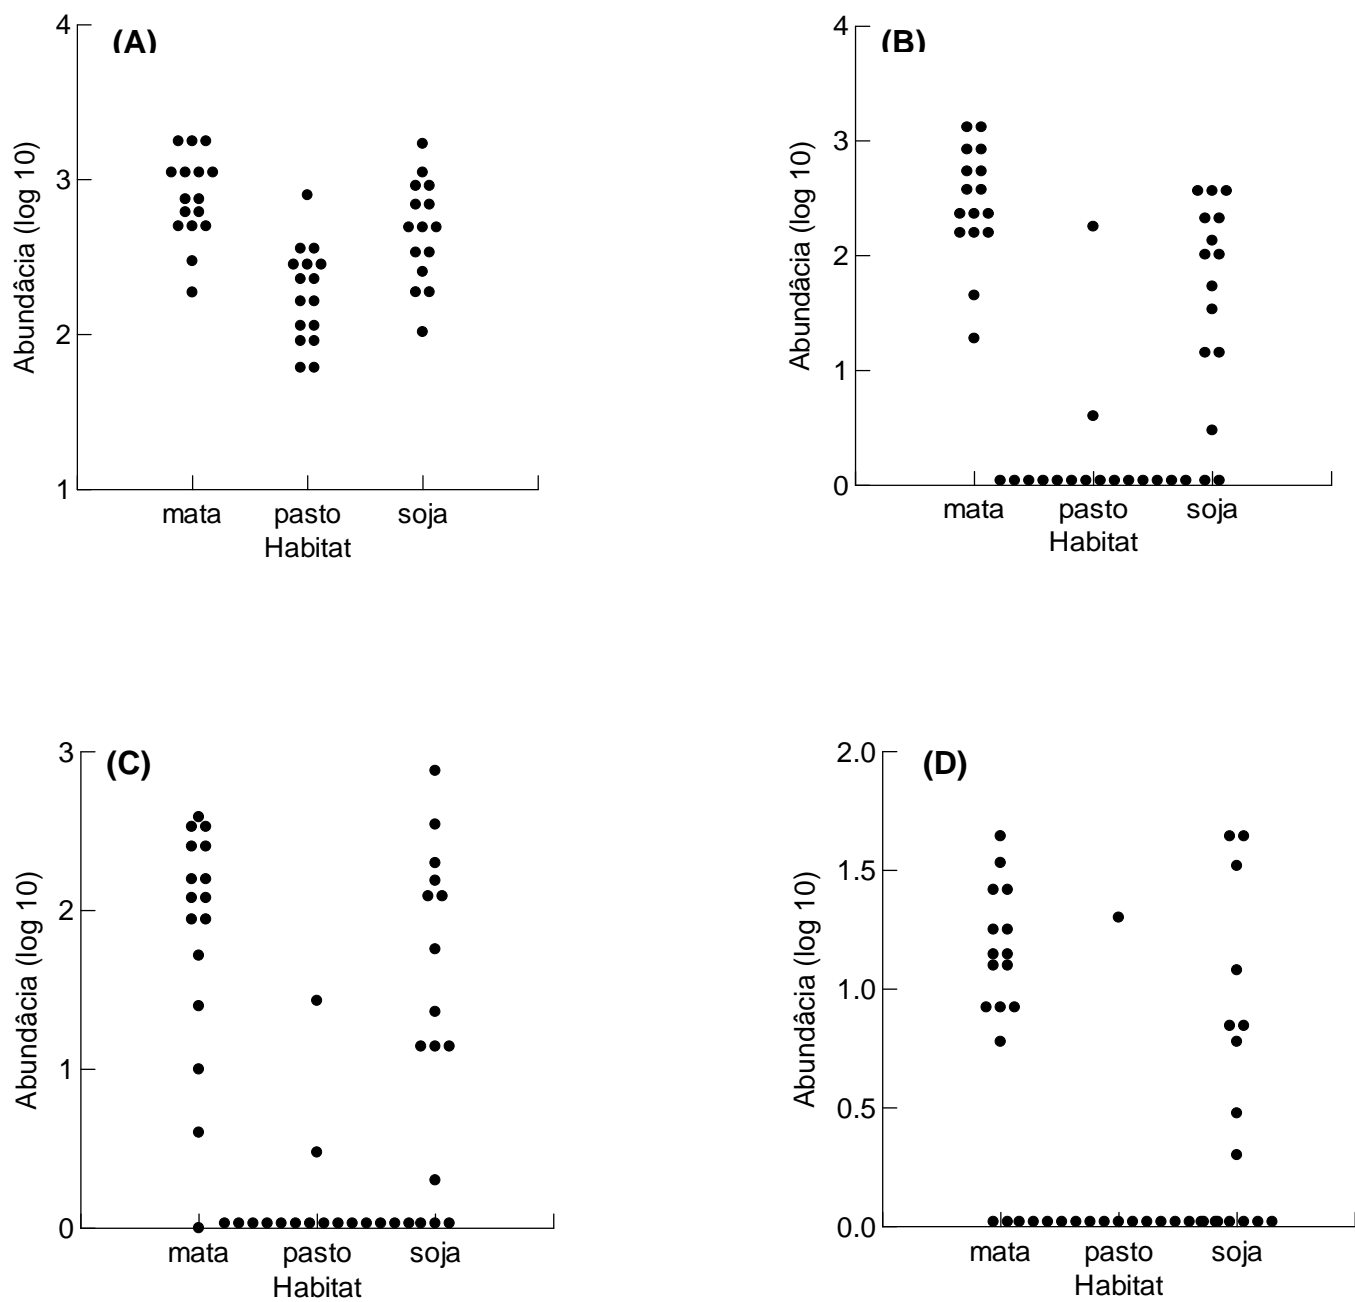 (A)
4
3
2
1
Abundâcia (log 10)
mata pasto soja
Habitat
(B)
4
3
2
1
0
Abundâcia (log 10)
mata pasto soja
Habitat
(C)
3
2
1
0
Abundâcia (log 10)
mata pasto soja
Habitat
(D)
2.0
1.5
1.0
0.5
0.0
Abundâcia (log 10)
mata pasto soja
Habitat